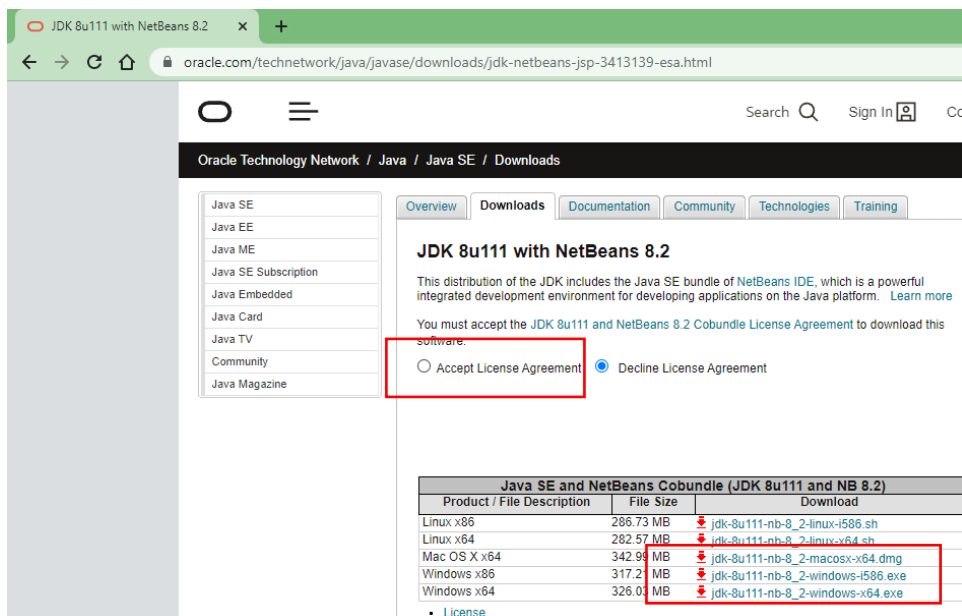 JDK 8u111 with NetBeans 8.2
oracle.com/technetwork/java/javase/downloads/jdk-netbeans-jsp-3413139-esa.html
Search Sign In
Oracle Technology Network / Java / Java SE / Downloads
Java SE
Java EE
Java ME
Java SE Subscription
Java Embedded
Java Card
Java TV
Community
Java Magazine
Overview Downloads Documentation Community Technologies Training
JDK 8u111 with NetBeans 8.2
This distribution of the JDK includes the Java SE bundle of NetBeans IDE, which is a powerful
integrated development environment for developing applications on the Java platform. Learn more
You must accept the JDK 8u111 and NetBeans 8.2 Cobundle License Agreement to download this
software.
Accept License Agreement Decline License Agreement
Java SE and NetBeans Cobundle (JDK 8u111 and NB 8.2)
Product / File Description File Size Download
Linux x86 286.73 MB jdk-8u111-nb-8_2-linux-i586.sh
Linux x64 282.57 MB jdk-8u111-nb-8_2-linux-x64.sh
Mac OS X x64 342.99 MB jdk-8u111-nb-8_2-macosx-x64.dmg
Windows x86 317.21 MB jdk-8u111-nb-8_2-windows-i586.exe
Windows x64 326.03 MB jdk-8u111-nb-8_2-windows-x64.exe
License